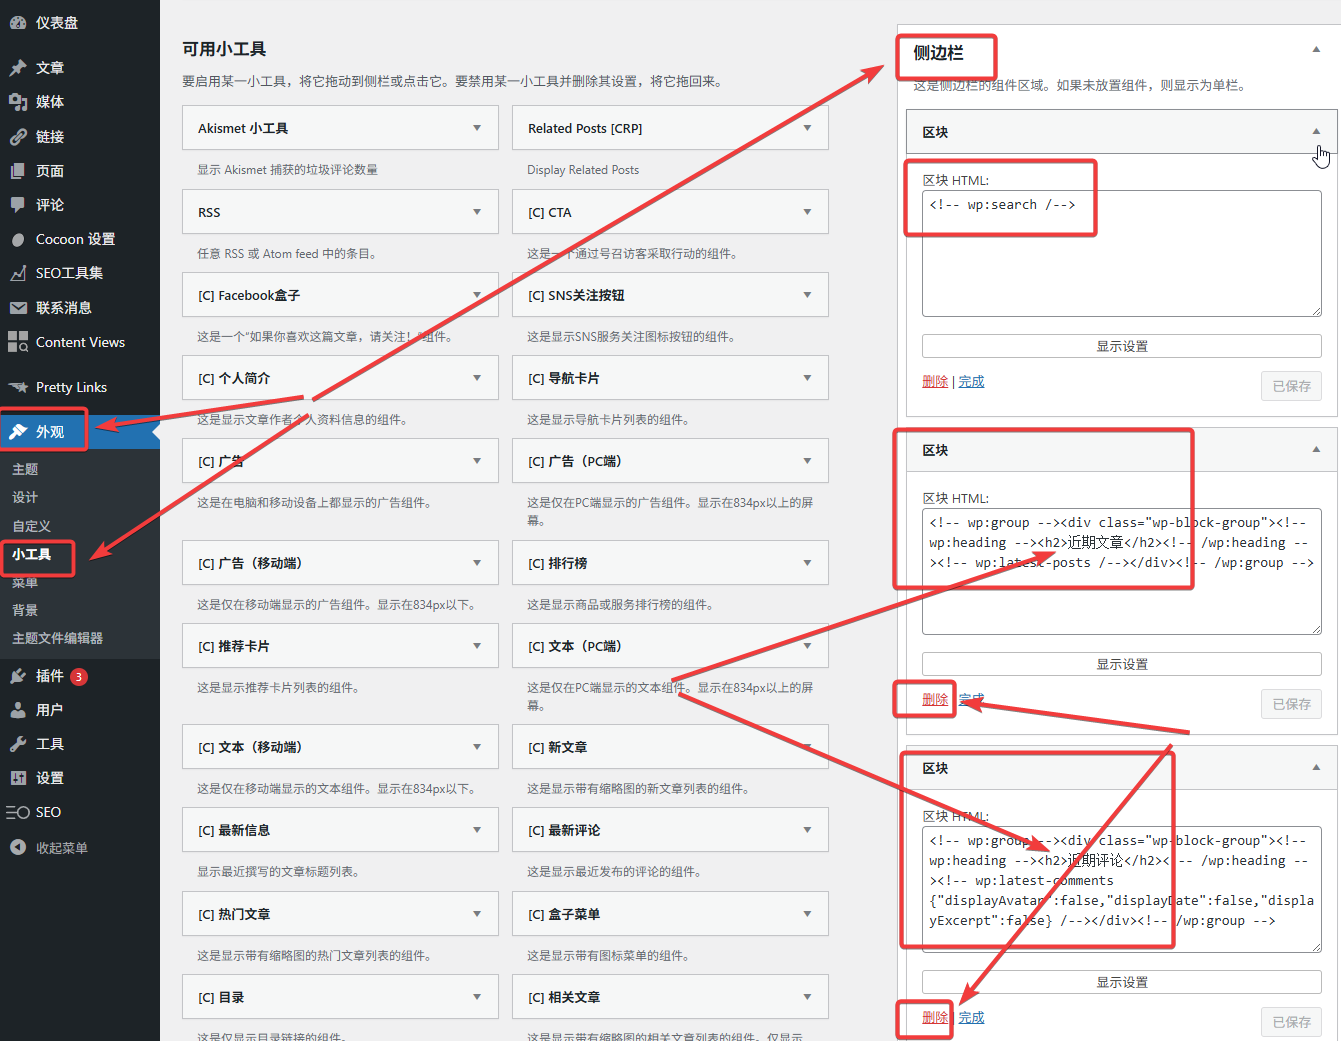 仪表盘
文章
媒体
链接
页面
评论
Cocoon 设置
SEO工具集
联系消息
Content Views
Pretty Links
外观
主题
设计
自定义
小工具
菜单
背景
主题文件编辑器
插件 3
用户
工具
设置
SEO
收起菜单
可用小工具
要启用某一小工具，将它拖动到侧栏或点击它。要禁用某一小工具并删除其设置，将它拖回来。
Akismet 小工具
显示 Akismet 捕获的垃圾评论数量
Related Posts [CRP]
Display Related Posts
RSS
任意 RSS 或 Atom feed 中的条目。
[C] CTA
这是一个通过号召访客采取行动的组件。
[C] Facebook盒子
这是一个"如果你喜欢这篇文章，请关注！"组件。
[C] SNS关注按钮
这是显示SNS服务关注图标按钮的组件。
[C] 个人简介
这是显示文章作者个人资料信息的组件。
[C] 导航卡片
这是显示导航卡片列表的组件。
[C] 广告
这是在电脑和移动设备上都显示的广告组件。
[C] 广告（PC端）
这是仅在PC端显示的广告组件。显示在834px以上的屏
幕。
[C] 广告（移动端）
这是仅在移动端显示的广告组件。显示在834px以下。
[C] 排行榜
这是显示商品或服务排行榜的组件。
[C] 推荐卡片
这是显示推荐卡片列表的组件。
[C] 文本（PC端）
这是仅在PC端显示的文本组件。显示在834px以上的屏
幕。
[C] 文本（移动端）
这是仅在移动端显示的文本组件。显示在834px以下。
[C] 新文章
这是显示带有缩略图的新文章列表的组件。
[C] 最新信息
显示最近撰写的文章标题列表。
[C] 最新评论
这是显示最近发布的评论的组件。
[C] 热门文章
这是显示带有缩略图的热门文章列表的组件。
[C] 盒子菜单
这是显示带有图标菜单的组件。
[C] 目录
这是仅显示目录链接的组件。
[C] 相关文章
这是显示带有缩略图的相关文章列表的组件。仅显示
侧边栏
这是侧边栏的组件区域。如果未放置组件，则显示为单栏。
区块
区块 HTML:
<!-- wp:search /-->
显示设置
删除 | 完成
已保存
区块
区块 HTML:
<!-- wp:group --><div class="wp-block-group"><!--
wp:heading --><h2>近期文章</h2><!-- /wp:heading --
><!-- wp:latest-posts /--></div><!-- /wp:group -->
显示设置
删除 完成
已保存
区块
区块 HTML:
<!-- wp:group --><div class="wp-block-group"><!--
wp:heading --><h2>近期评论</h2><!-- /wp:heading --
><!-- wp:latest-comments
{"displayAvatar":false,"displayDate":false,"displa
yExcerpt":false} /--></div><!-- /wp:group -->
显示设置
删除 | 完成
已保存